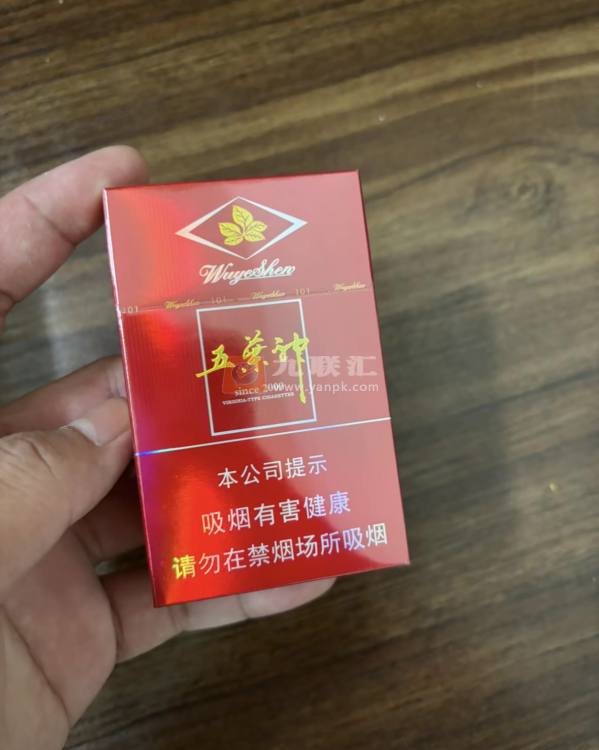 WuyeShen
101 WuyeShen 101 WuyeShen 101 WuyeShen
五葉神
九联汇
since 2000
www.yanpk.com
VIRGINIA-TYPE CIGARETTES
本公司提示
吸烟有害健康
请勿在禁烟场所吸烟